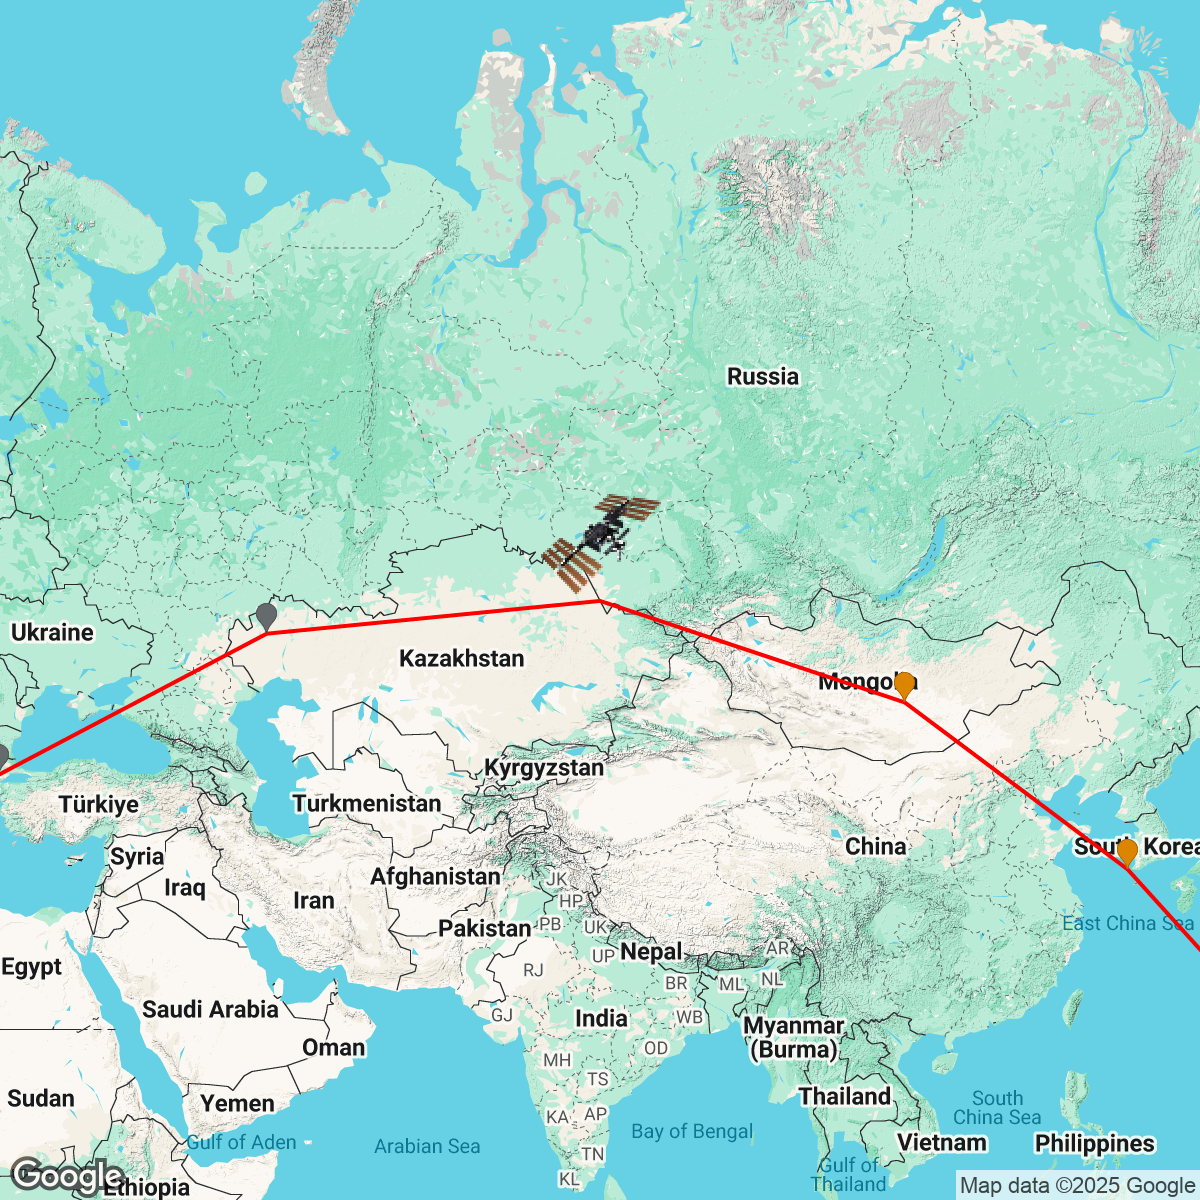 Russia
Ukraine
Kazakhstan
Mongolia
Kyrgyzstan
Türkiye
Turkmenistan
South Korea
China
Syria
Afghanistan
JK
Iraq
Iran
HP
PB
UK
Pakistan
East China Sea
Nepal
AR
UP
Egypt
RJ
BR
ML
NL
Saudi Arabia
GJ
India
WB
Myanmar
(Burma)
Oman
OD
MH
TS
Sudan
Thailand
Yemen
South
China Sea
KA
AP
Gulf of Aden
Arabian Sea
Bay of Bengal
Vietnam
Philippines
TN
Gulf of
Thailand
KL
Google
Ethiopia
Map data ©2025 Google